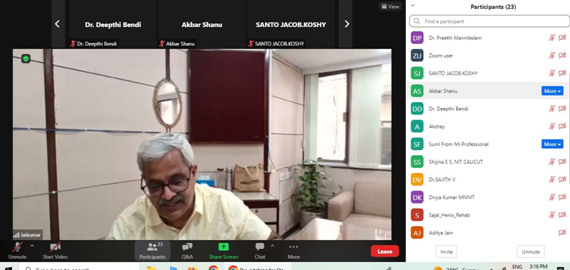 View
Dr. Deepthi Bendi
Akbar Shanu
SANTO JACOB.KOSHY
Dr. Deepthi Bendi
Akbar Shanu
SANTO JACOB.KOSHY
laikumar
Unmute
Start Video
Participants
23
Q&A
Share Screen
Chat
More
Leave
Participants (23)
Find a participant
DP Dr. Preethi Manniledam
ZU Zoom user
SJ SANTO JACOB.KOSHY
AS Akbar Shanu
More
DD Dr. Deepthi Bendi
A Akshay
SF Sunil From Mr.Professional
More
SS Shijina S S, NIT CALICUT
DV Dr.SAJITH V
DK Divya Kumar MNNIT
S Sajal_Henix_Rehab
AJ Aditya Jain
Invite
Unmute
ENG
3:16 PM